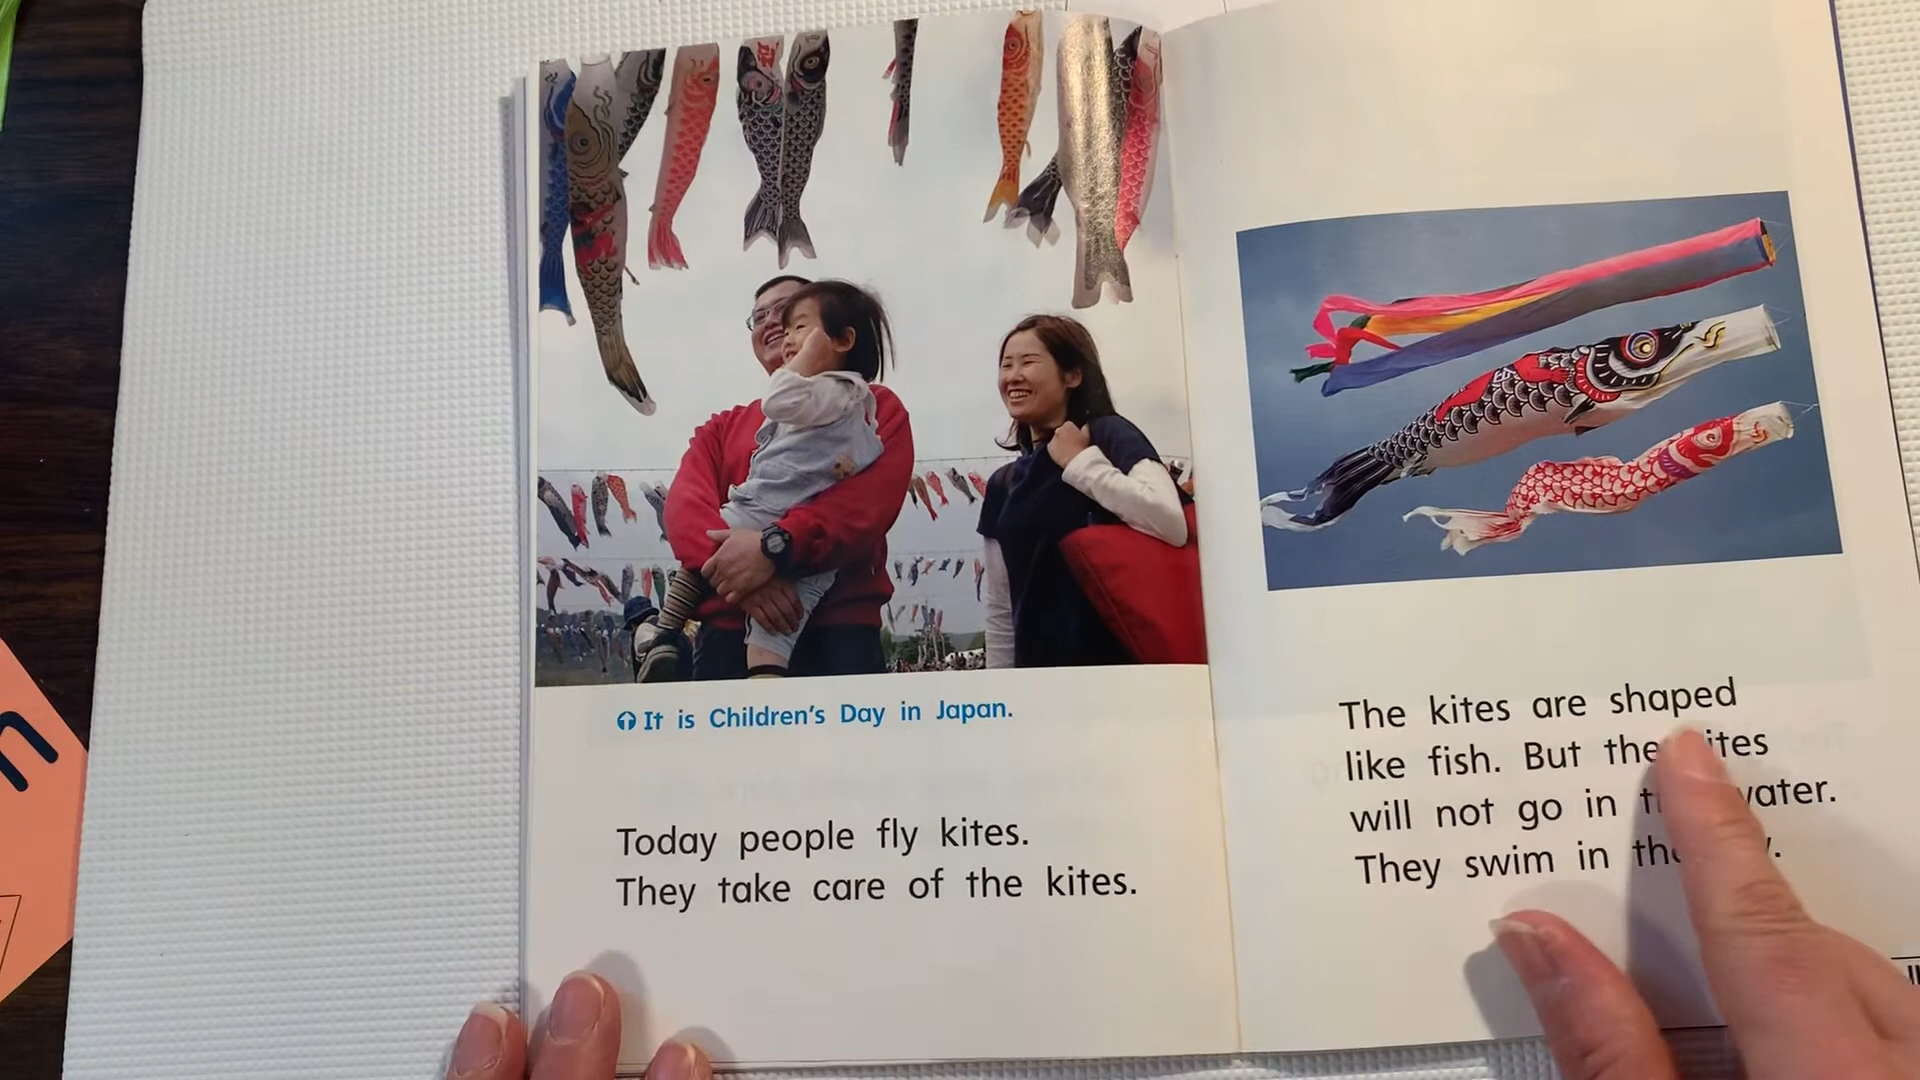 It is Children's Day in Japan.
Today people fly kites.
They take care of the kites.
The kites are shaped
like fish. But the
will not go in water.
They swim in
n